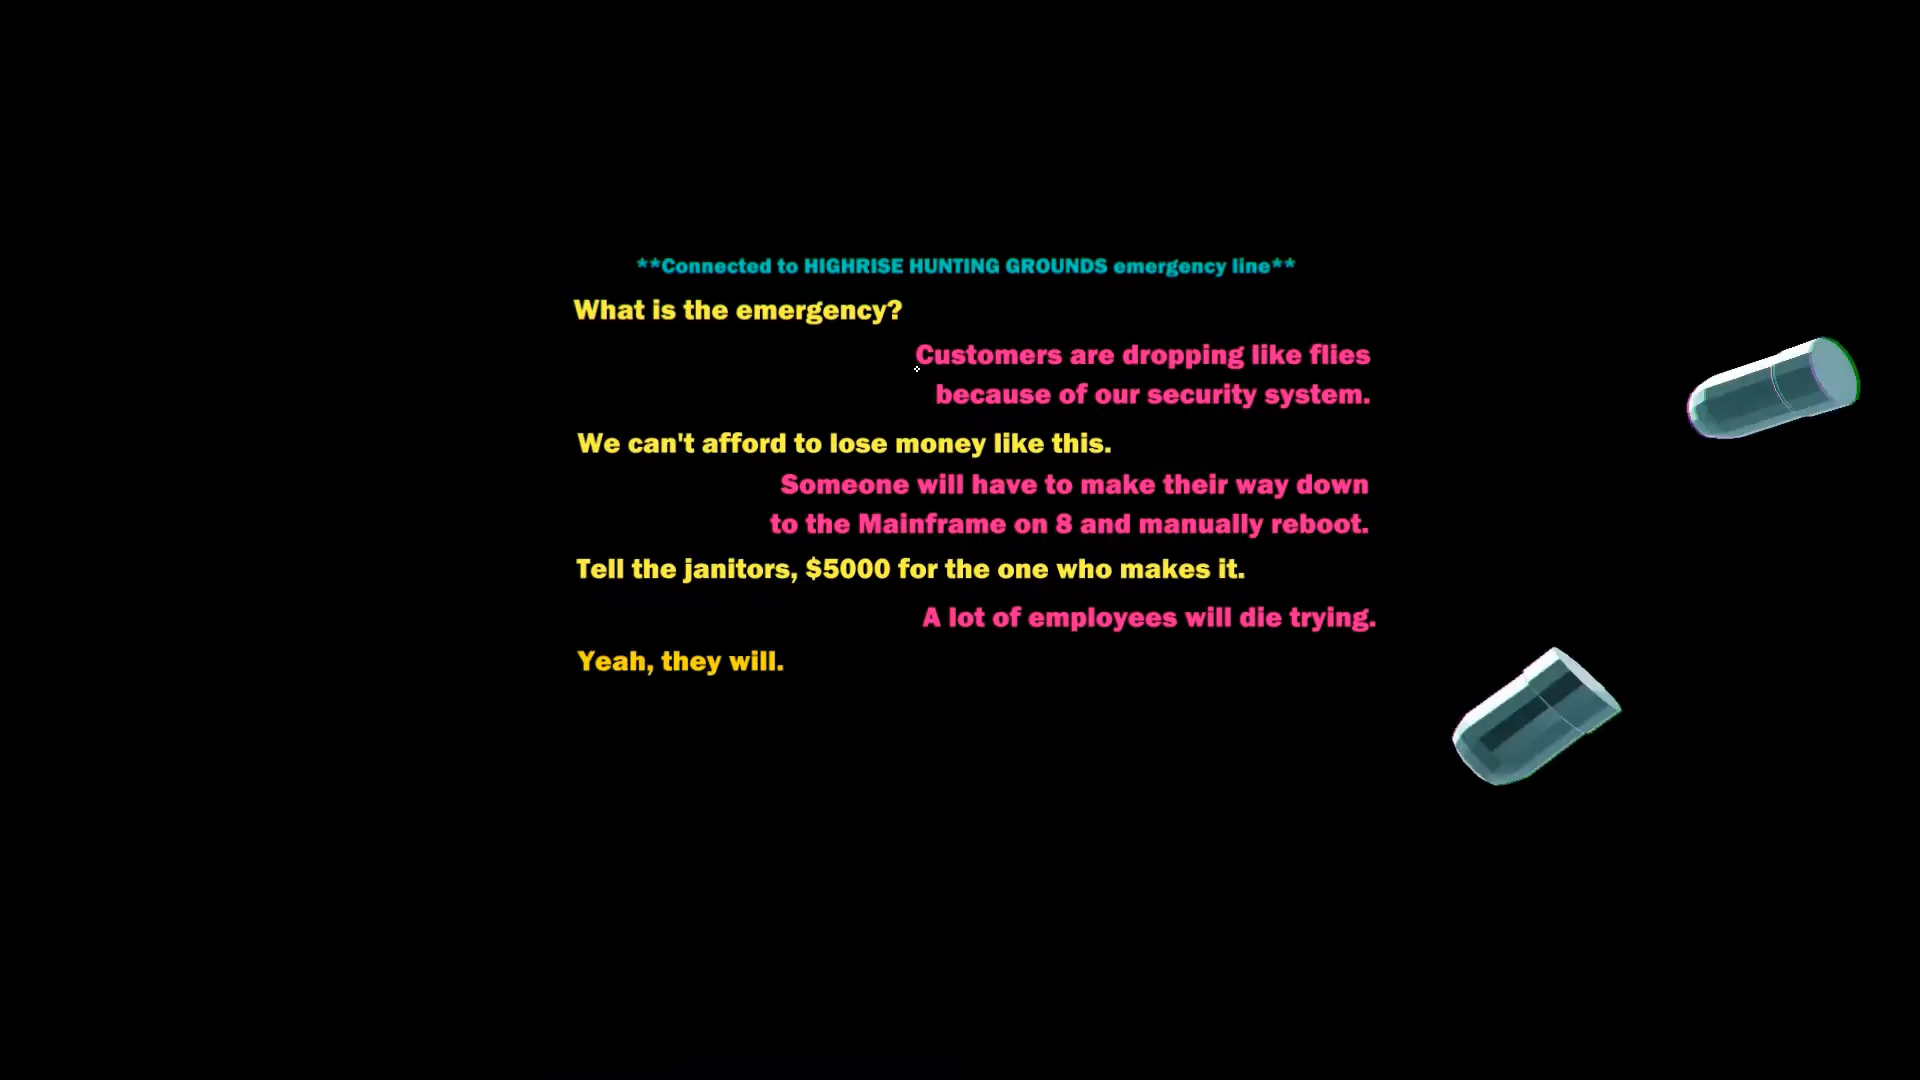 **Connected to HIGHRISE HUNTING GROUNDS emergency line**
What is the emergency?
Customers are dropping like flies
because of our security system.
We can't afford to lose money like this.
Someone will have to make their way down
to the Mainframe on 8 and manually reboot.
Tell the janitors, $5000 for the one who makes it.
A lot of employees will die trying.
Yeah, they will.